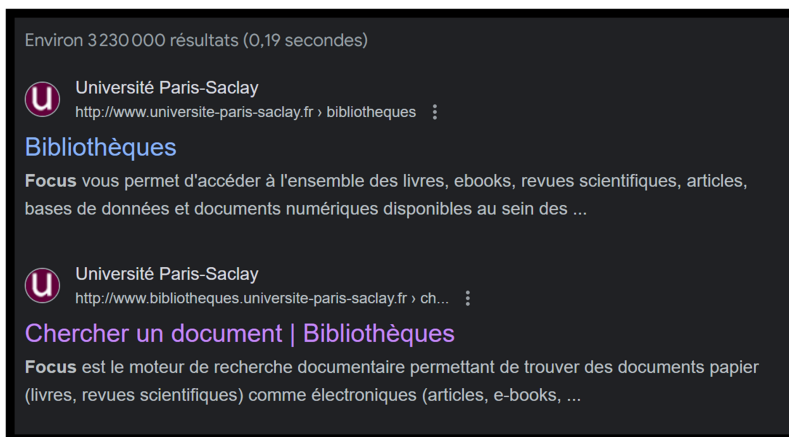 Environ 3 230 000 résultats (0,19 secondes)
Université Paris-Saclay
http://www.universite-paris-saclay.fr › bibliotheques
Bibliothèques
Focus vous permet d'accéder à l'ensemble des livres, ebooks, revues scientifiques, articles,
bases de données et documents numériques disponibles au sein des ...
Université Paris-Saclay
http://www.bibliotheques.universite-paris-saclay.fr › ch...
Chercher un document | Bibliothèques
Focus est le moteur de recherche documentaire permettant de trouver des documents papier
(livres, revues scientifiques) comme électroniques (articles, e-books, ...